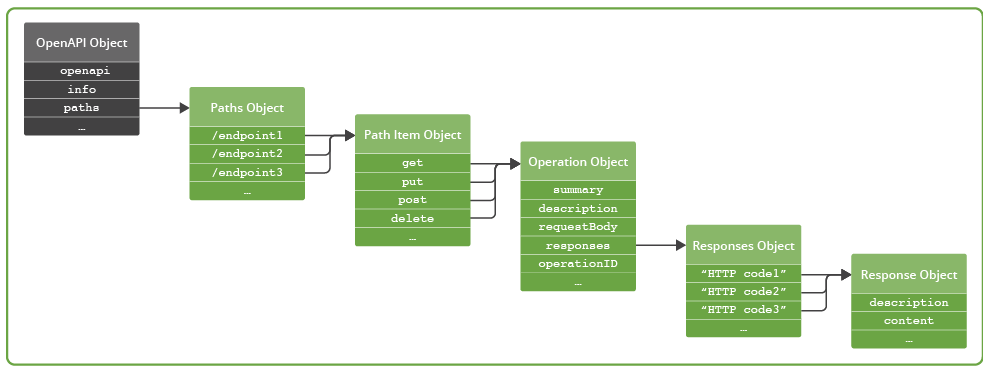 OpenAPI Object
openapi
info
paths
…
Paths Object
/endpoint1
/endpoint2
/endpoint3
…
Path Item Object
get
put
post
delete
…
Operation Object
summary
description
requestBody
responses
operationID
…
Responses Object
“HTTP code1”
“HTTP code2”
“HTTP code3”
…
Response Object
description
content
…